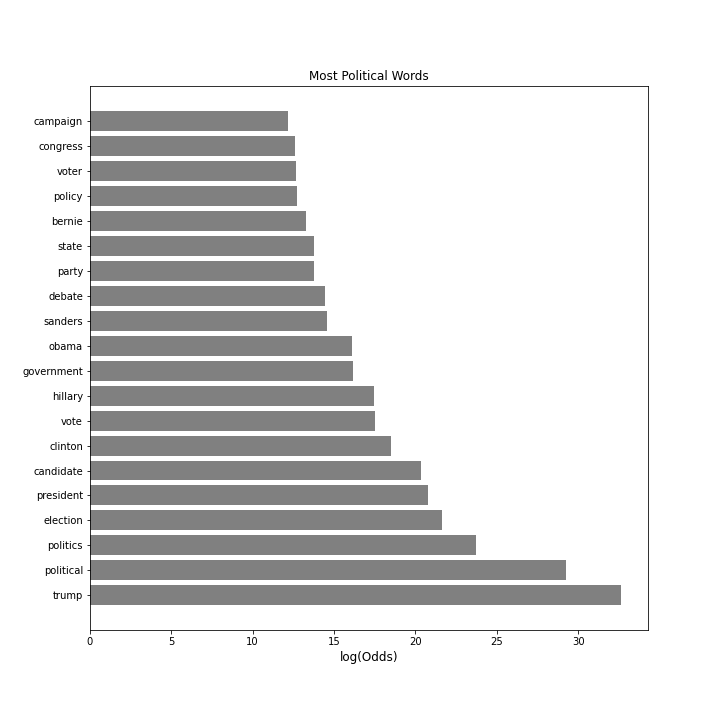 Most Political Words
campaign
congress
voter
policy
bernie
state
party
debate
sanders
obama
government
hillary
vote
clinton
candidate
president
election
politics
political
trump
0 5 10 15 20 25 30
log(Odds)